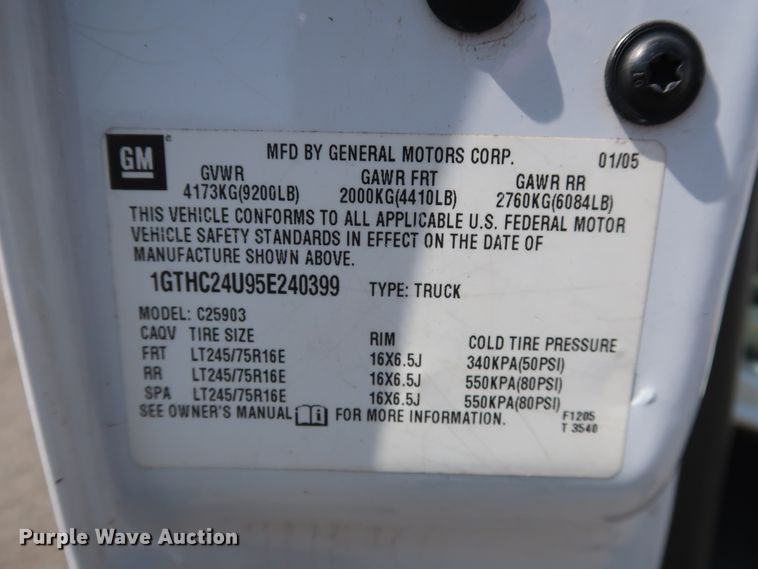 GM ®
MFD BY GENERAL MOTORS CORP. 01/05
GVWR GAWR FRT GAWR RR
4173KG(9200LB) 2000KG(4410LB) 2760KG(6084LB)
THIS VEHICLE CONFORMS TO ALL APPLICABLE U.S. FEDERAL MOTOR
VEHICLE SAFETY STANDARDS IN EFFECT ON THE DATE OF
MANUFACTURE SHOWN ABOVE.
1GTHC24U95E240399 TYPE: TRUCK
MODEL: C25903
CAQV TIRE SIZE RIM COLD TIRE PRESSURE
FRT LT245/75R16E 16X6.5J 340KPA(50PSI)
RR LT245/75R16E 16X6.5J 550KPA(80PSI)
SPA LT245/75R16E 16X6.5J 550KPA(80PSI)
SEE OWNER'S MANUAL FOR MORE INFORMATION. F1205
T 3540
Purple Wave Auction